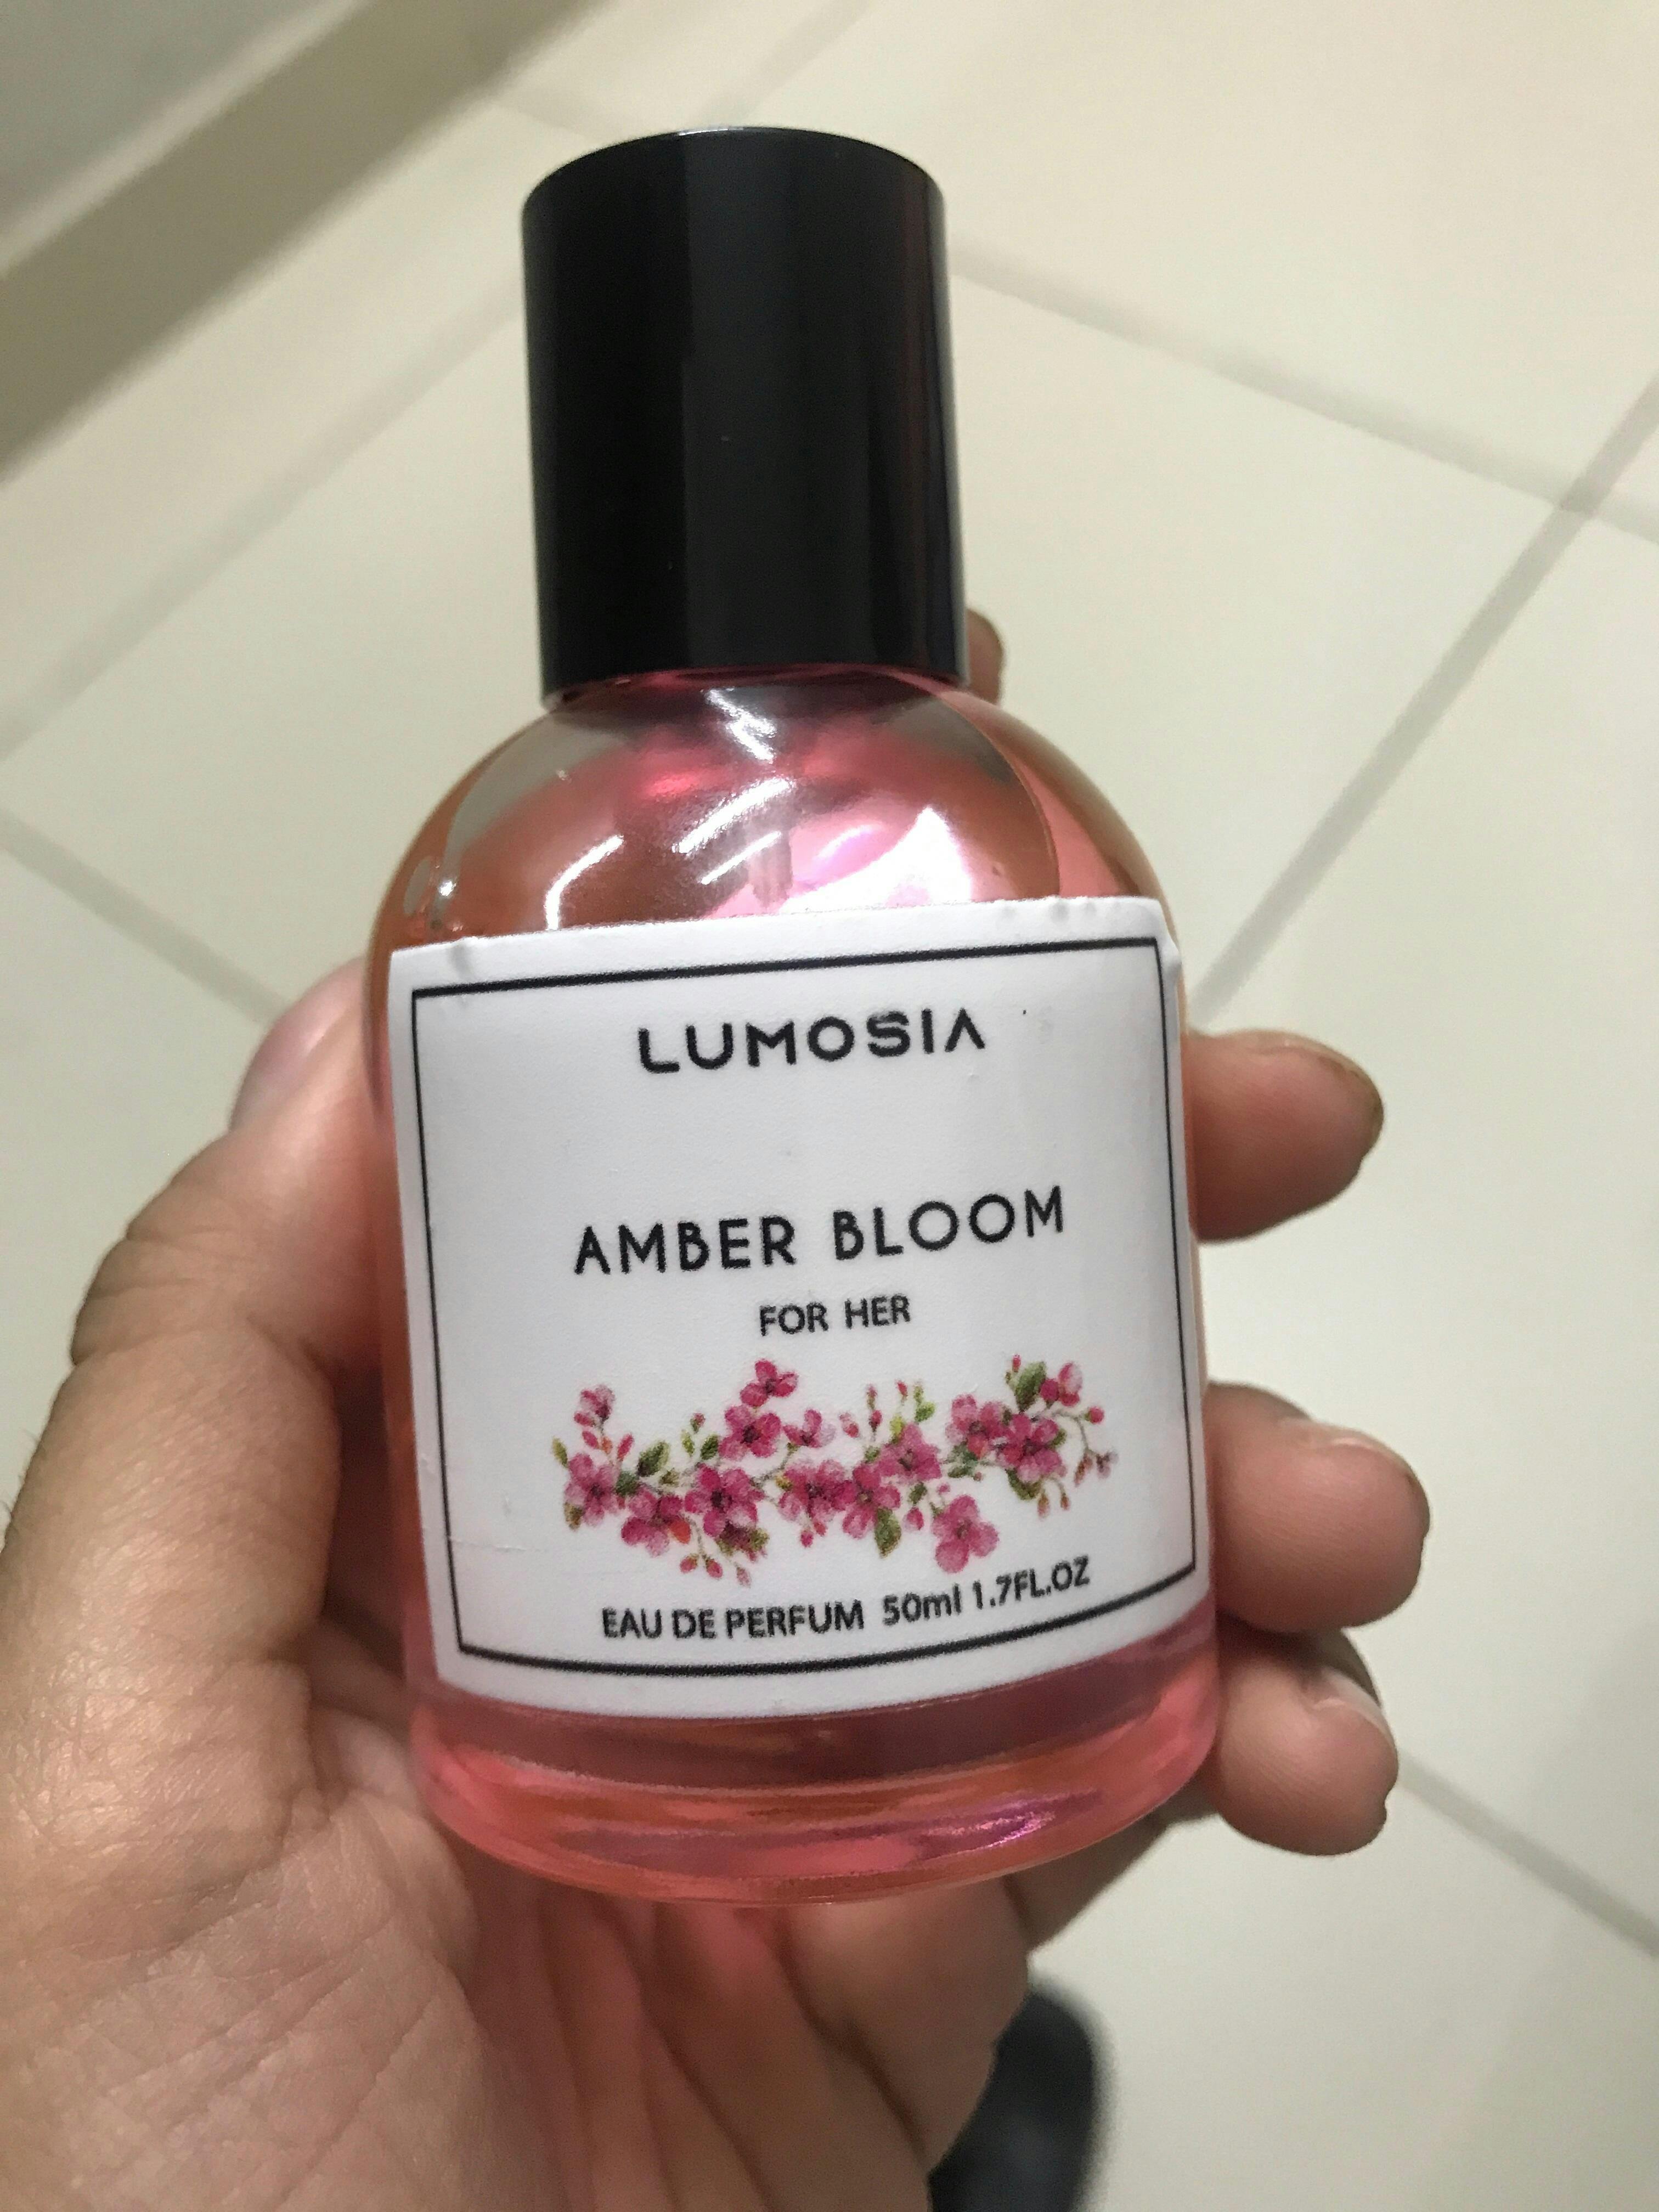 LUMOSIA
AMBER BLOOM
FOR HER
EAU DE PERFUM 50ml 1.7FL.OZ